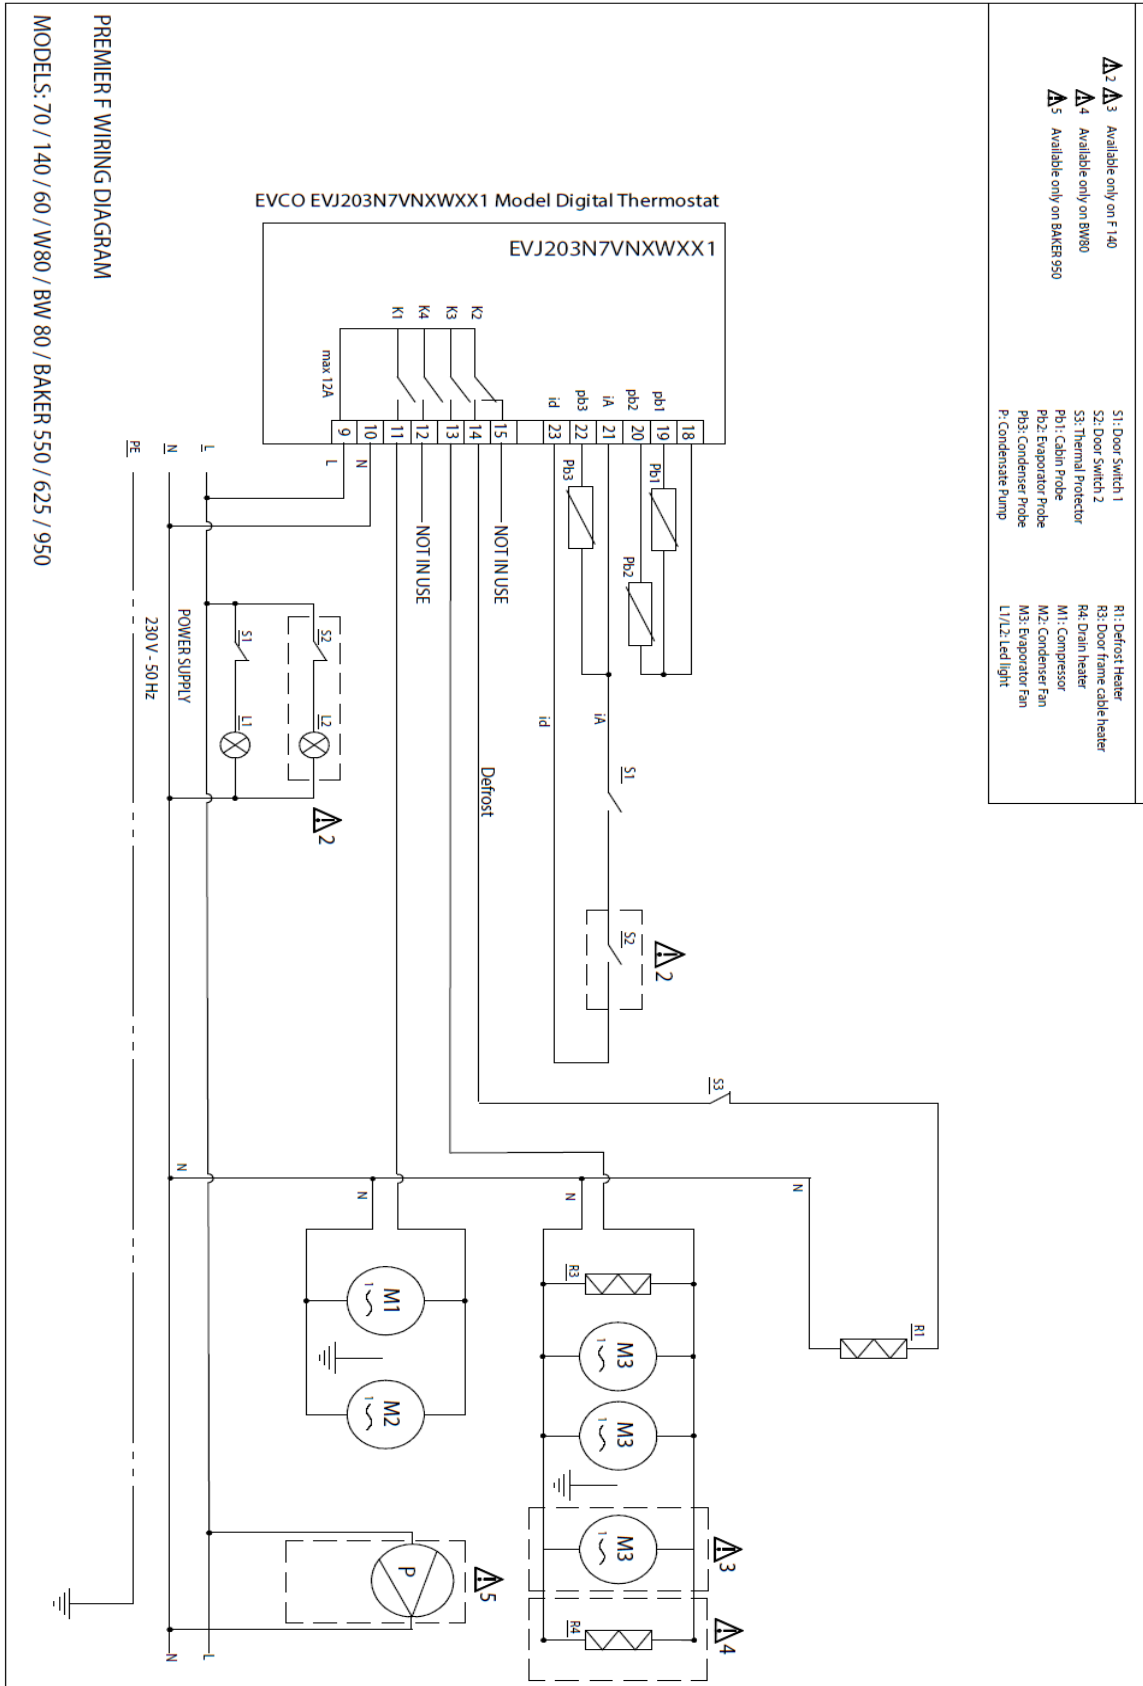 PREMIER F WIRING DIAGRAM
MODELS: 70 / 140 / 60 / W80 / BW 80 / BAKER 550 / 625 / 950
⚠2 ⚠3 Available only on F 140
⚠4 Available only on BW80
⚠5 Available only on BAKER 950
S1: Door Switch 1
S2: Door Switch 2
S3: Thermal Protector
Pb1: Cabin Probe
Pb2: Evaporator Probe
Pb3: Condenser Probe
P: Condensate Pump
R1: Defrost Heater
R3: Door frame cable heater
R4: Drain heater
M1: Compressor
M2: Condenser Fan
M3: Evaporator Fan
L1/L2: Led light
EVCO EVJ203N7VNXWXX1 Model Digital Thermostat
EVJ203N7VNXWXX1
K1
K4
K3
K2
max 12A
id
pb3
iA
pb2
pb1
9
10
11
12
13
14
15
23
22
21
20
19
18
L
N
NOT IN USE
NOT IN USE
Pb3
Pb1
Pb2
PE
N
L
POWER SUPPLY
230 V - 50 Hz
S1
S2
L1
L2
⚠2
id
iA
S1
S2
⚠2
Defrost
S3
N
N
N
N
R1
R3
M1
1
M2
1
M3
1
M3
1
M3
1
⚠3
R4
⚠4
P
⚠5
N
L